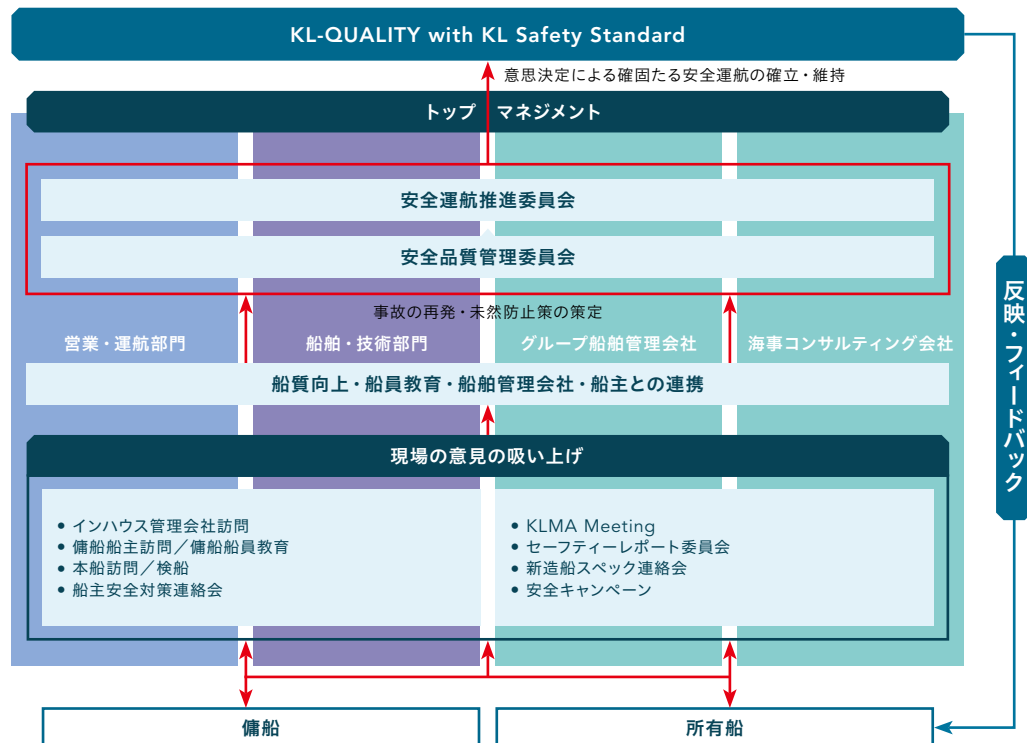 KL-QUALITY with KL Safety Standard
意思決定による確固たる安全運航の確立・維持
トップ マネジメント
安全運航推進委員会
安全品質管理委員会
事故の再発・未然防止策の策定
営業・運航部門
船舶・技術部門
グループ船舶管理会社
海事コンサルティング会社
船質向上・船員教育・船舶管理会社・船主との連携
現場の意見の吸い上げ
• インハウス管理会社訪問
• 傭船船主訪問／傭船船員教育
• 本船訪問／検船
• 船主安全対策連絡会
• KLMA Meeting
• セーフティーレポート委員会
• 新造船スペック連絡会
• 安全キャンペーン
傭船
所有船
反映・フィードバック